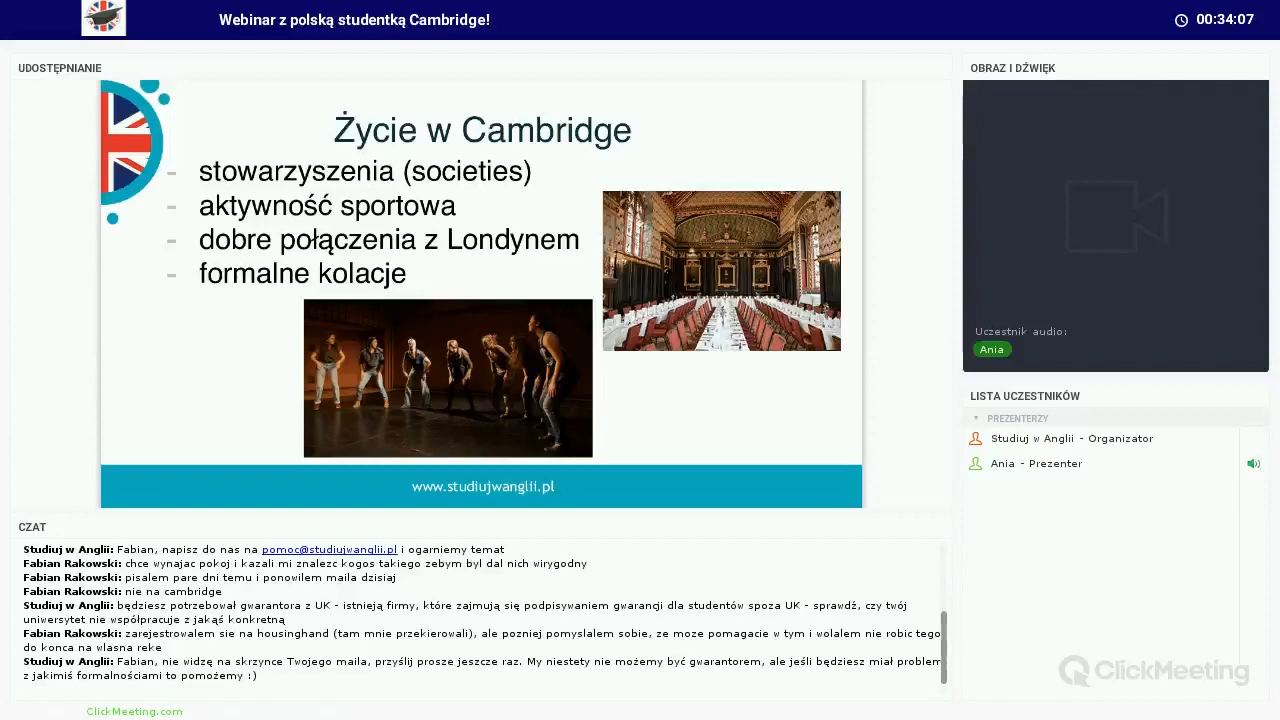 Webinar z polską studentką Cambridge!
00:34:07
UDOSTĘPNIANIE
Życie w Cambridge
- stowarzyszenia (societies)
- aktywność sportowa
- dobre połączenia z Londynem
- formalne kolacje
www.studiujwanglii.pl
OBRAZ I DŹWIĘK
Uczestnik audio:
Ania
LISTA UCZESTNIKÓW
PREZENTERZY
Studiuj w Anglii - Organizator
Ania - Prezenter
CZAT
Studiuj w Anglii: Fabian, napisz do nas na pomoc@studiujwanglii.pl i ogarniemy temat
Fabian Rakowski: chce wynajac pokoj i kazali mi znalezc kogos takiego zebym byl dal nich wirygodny
Fabian Rakowski: pisalem pare dni temu i ponowilem maila dzisiaj
Fabian Rakowski: nie na cambridge
Studiuj w Anglii: będziesz potrzebował gwarantora z UK - istnieją firmy, które zajmują się podpisywaniem gwarancji dla studentów spoza UK - sprawdź, czy twój
uniwersytet nie współpracuje z jakąś konkretną
Fabian Rakowski: zarejestrowalem sie na housinghand (tam mnie przekierowali), ale pozniej pomyslalem sobie, ze moze pomagacie w tym i wolalem nie robic tego
do konca na wlasna reke
Studiuj w Anglii: Fabian, nie widzę na skrzynce Twojego maila, przyślij prosze jeszcze raz. My niestety nie możemy być gwarantorem, ale jeśli będziesz miał problem
z jakimiś formalnościami to pomożemy :)
ClickMeeting
ClickMeeting.com